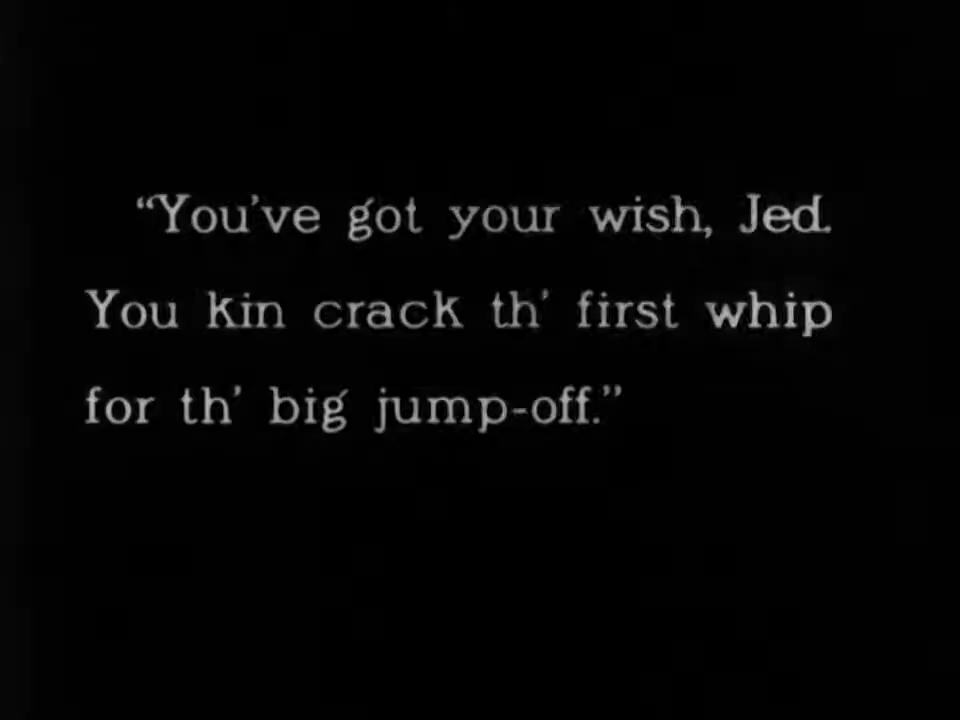 “You’ve got your wish, Jed.
You kin crack th’ first whip
for th’ big jump-off.”